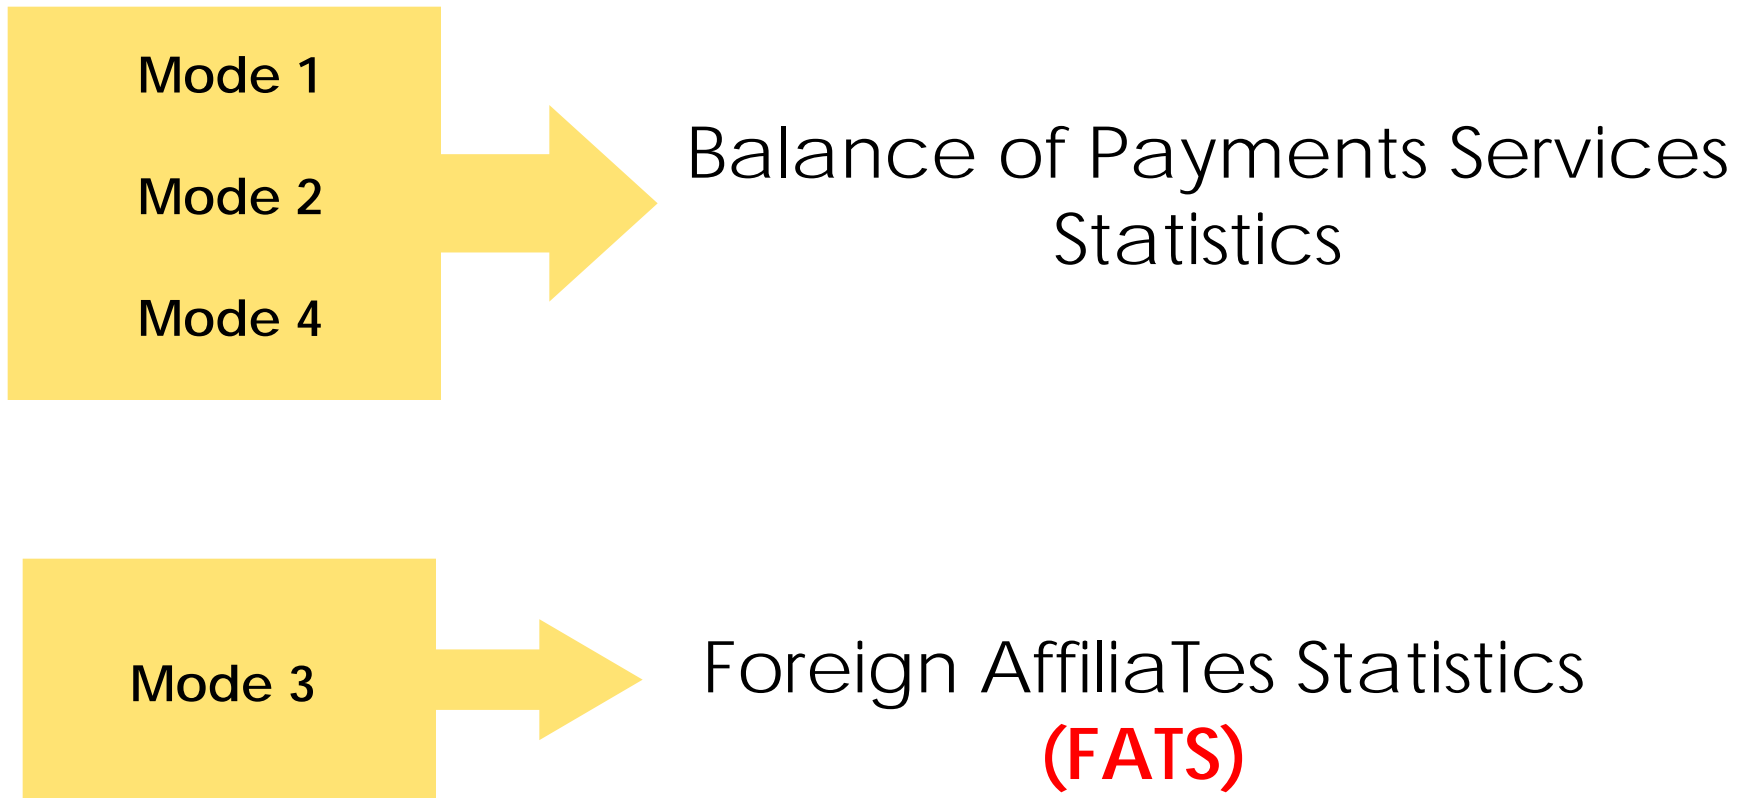 Mode 1
Mode 2
Mode 4
Balance of Payments Services
Statistics
Mode 3
Foreign AffiliaTes Statistics
(FATS)